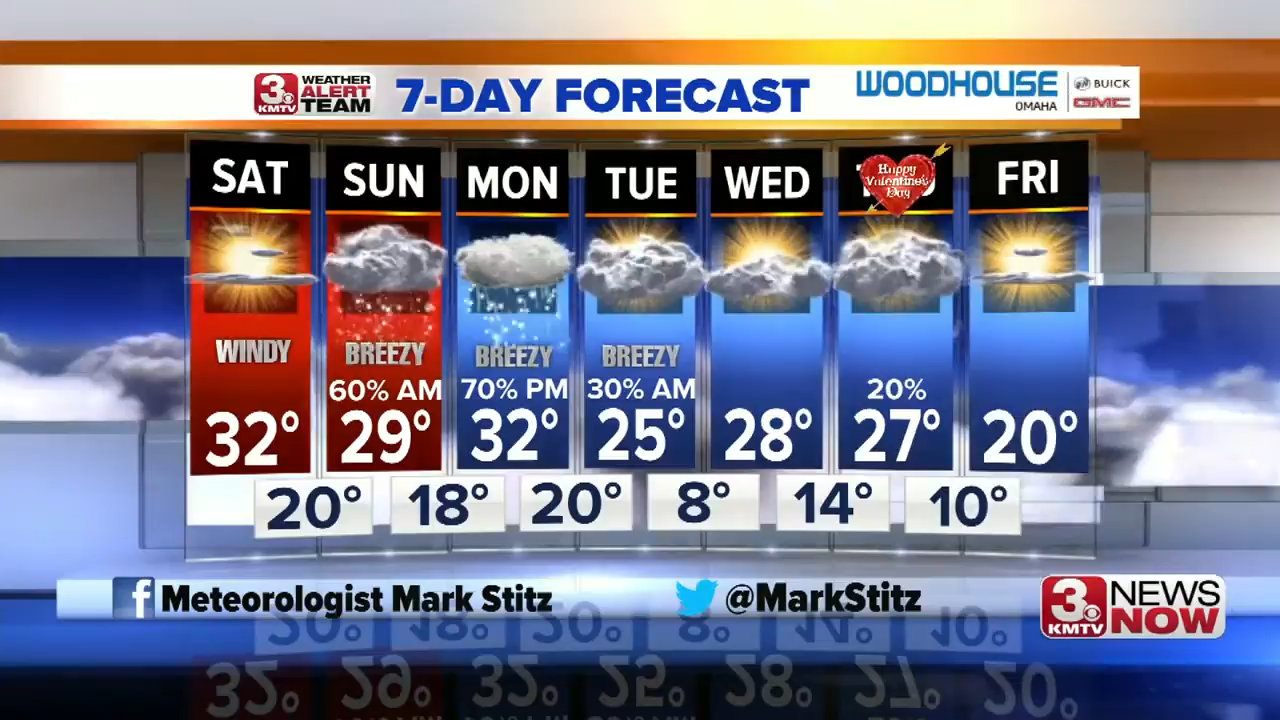 3 KMTV WEATHER ALERT TEAM 7-DAY FORECAST WOODHOUSE OMAHA BUICK GMC
SAT SUN MON TUE WED Happy Valentine's Day FRI
WINDY BREEZY BREEZY BREEZY
60% AM 70% PM 30% AM 20%
32° 29° 32° 25° 28° 27° 20°
20° 18° 20° 8° 14° 10°
f Meteorologist Mark Stitz @MarkStitz 3 KMTV NEWS NOW